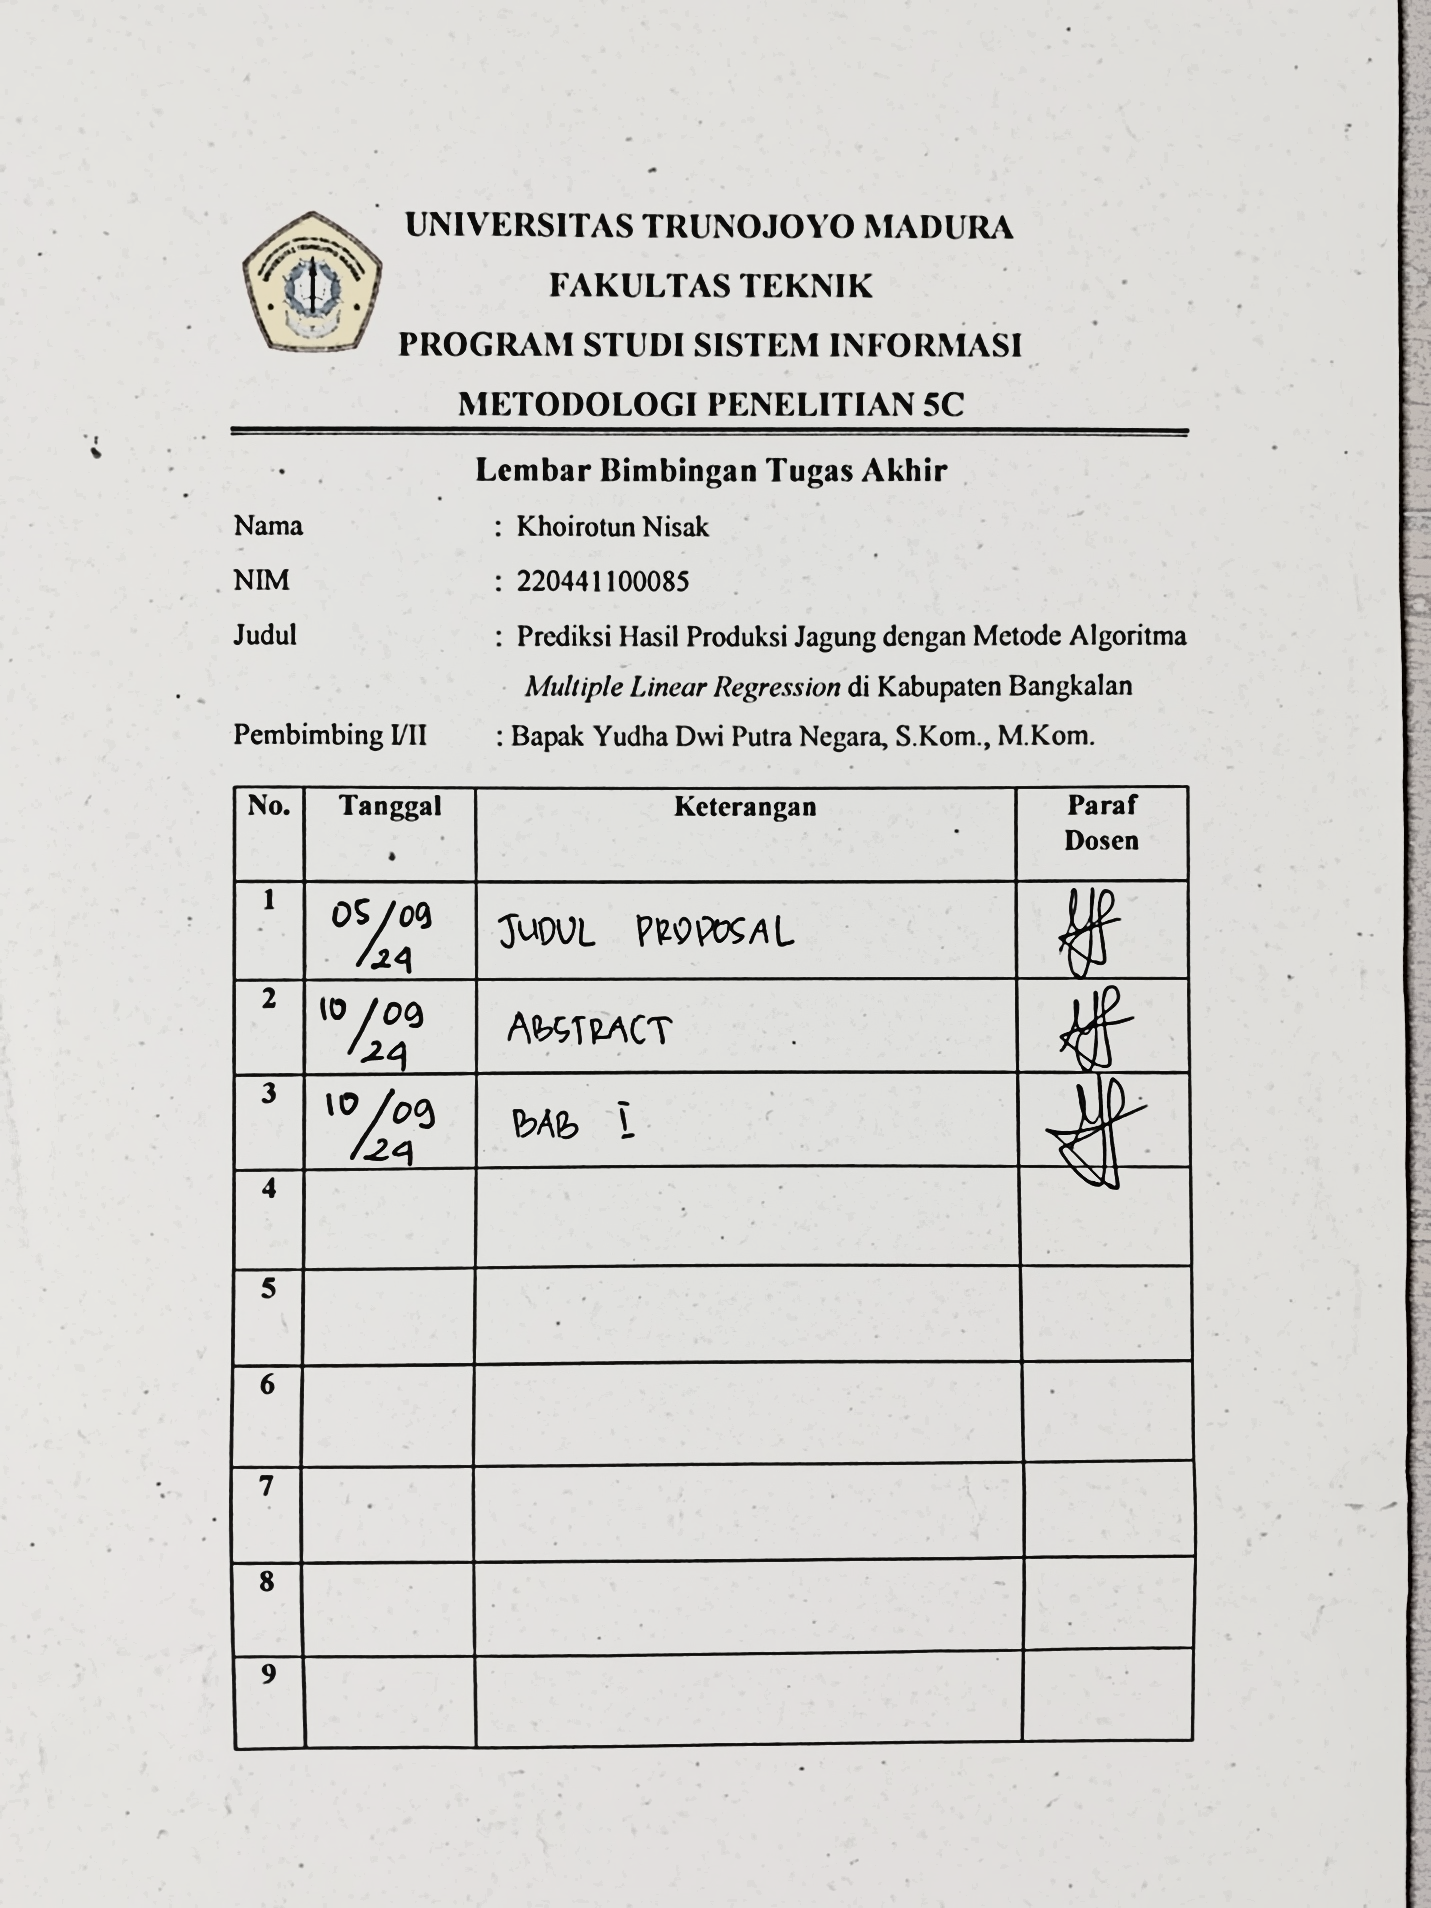 UNIVERSITAS TRUNOJOYO MADURA
FAKULTAS TEKNIK
PROGRAM STUDI SISTEM INFORMASI
METODOLOGI PENELITIAN 5C
Lembar Bimbingan Tugas Akhir
Nama : Khoirotun Nisak
NIM : 220441100085
Judul : Prediksi Hasil Produksi Jagung dengan Metode Algoritma
Multiple Linear Regression di Kabupaten Bangkalan
Pembimbing I/II : Bapak Yudha Dwi Putra Negara, S.Kom., M.Kom.
No. Tanggal Keterangan Paraf
Dosen
1 05/09/24 JUDUL PROPOSAL
2 10/09/24 ABSTRACT
3 10/09/24 BAB I
4
5
6
7
8
9